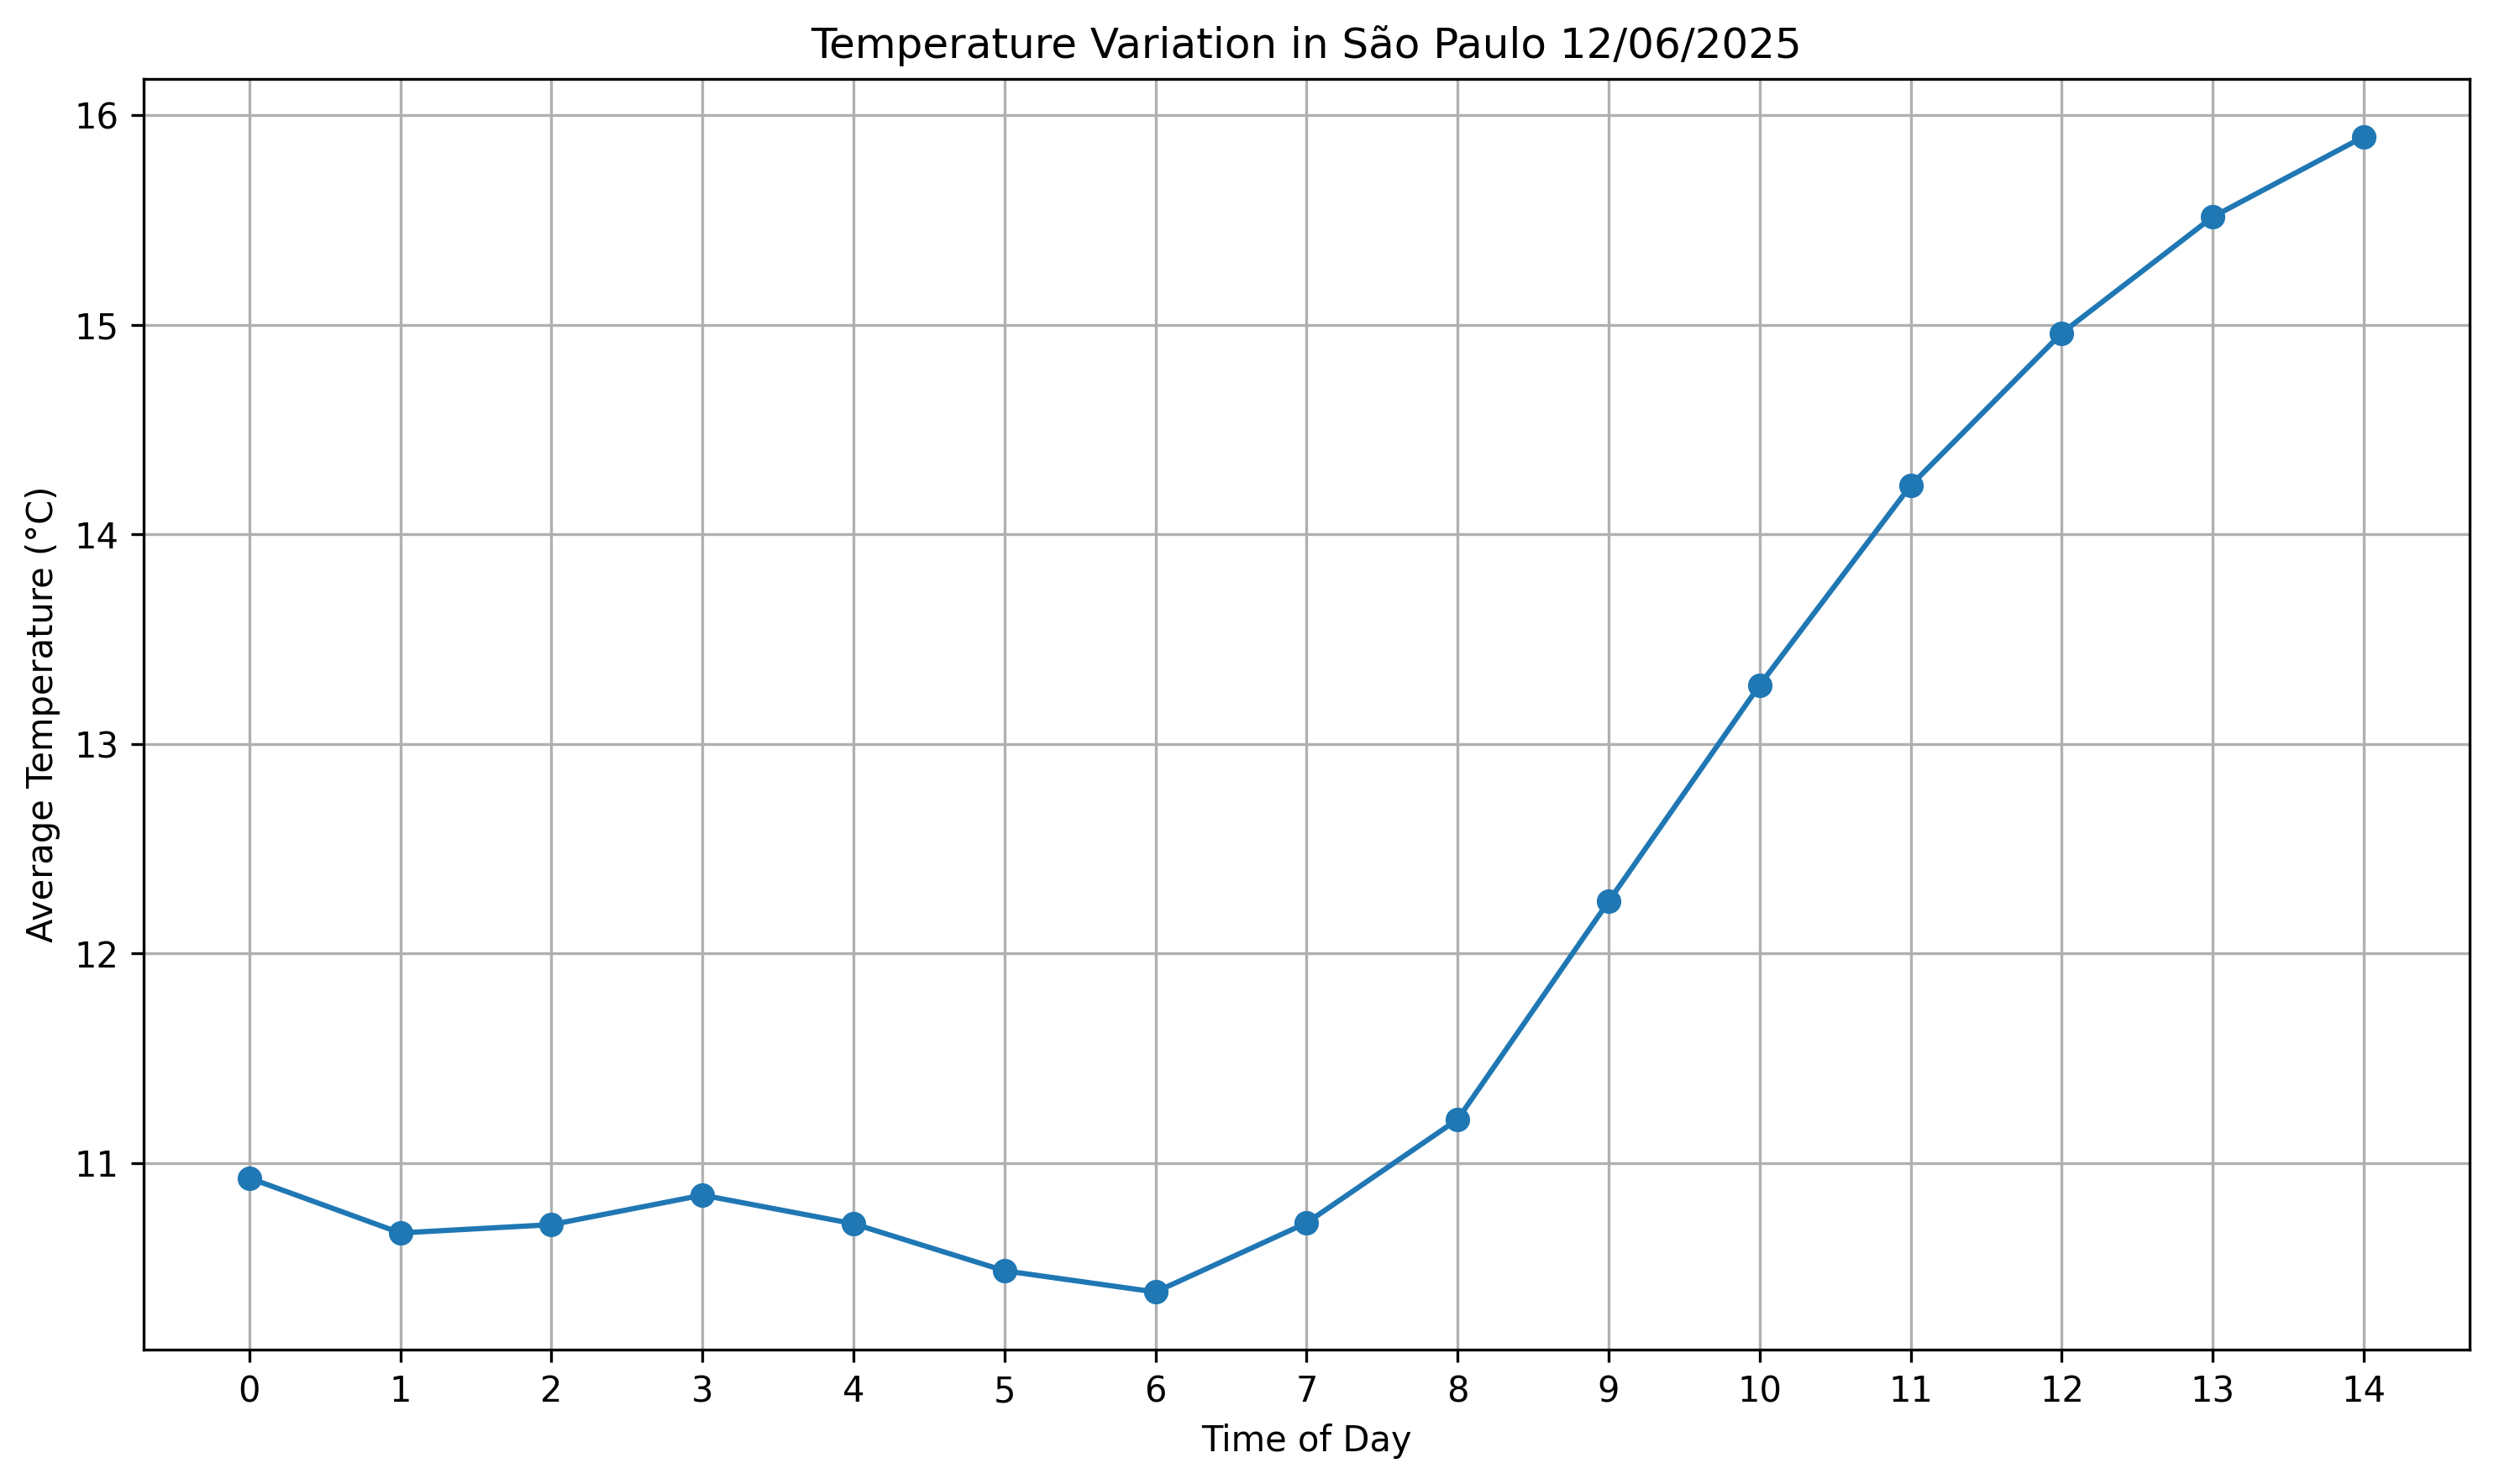 Temperature Variation in São Paulo 12/06/2025
Average Temperature (°C)
16
15
14
13
12
11
0 1 2 3 4 5 6 7 8 9 10 11 12 13 14
Time of Day